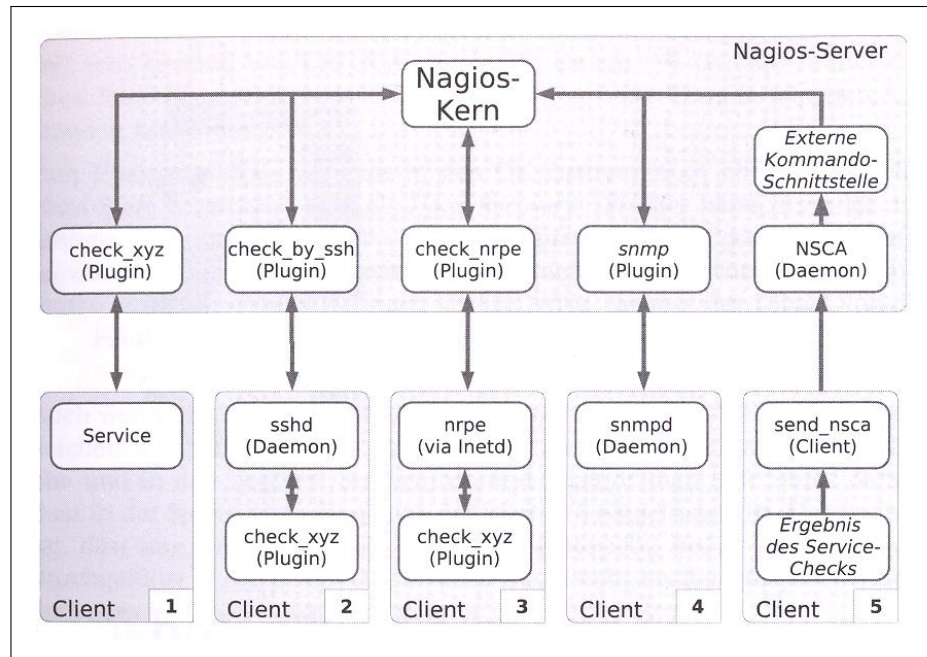 Nagios-Server
Nagios-
Kern
Externe
Kommando-
Schnittstelle
check_xyz
(Plugin)
check_by_ssh
(Plugin)
check_nrpe
(Plugin)
snmp
(Plugin)
NSCA
(Daemon)
Service
sshd
(Daemon)
nrpe
(via Inetd)
snmpd
(Daemon)
send_nsca
(Client)
check_xyz
(Plugin)
check_xyz
(Plugin)
Ergebnis
des Service-
Checks
Client 1
Client 2
Client 3
Client 4
Client 5